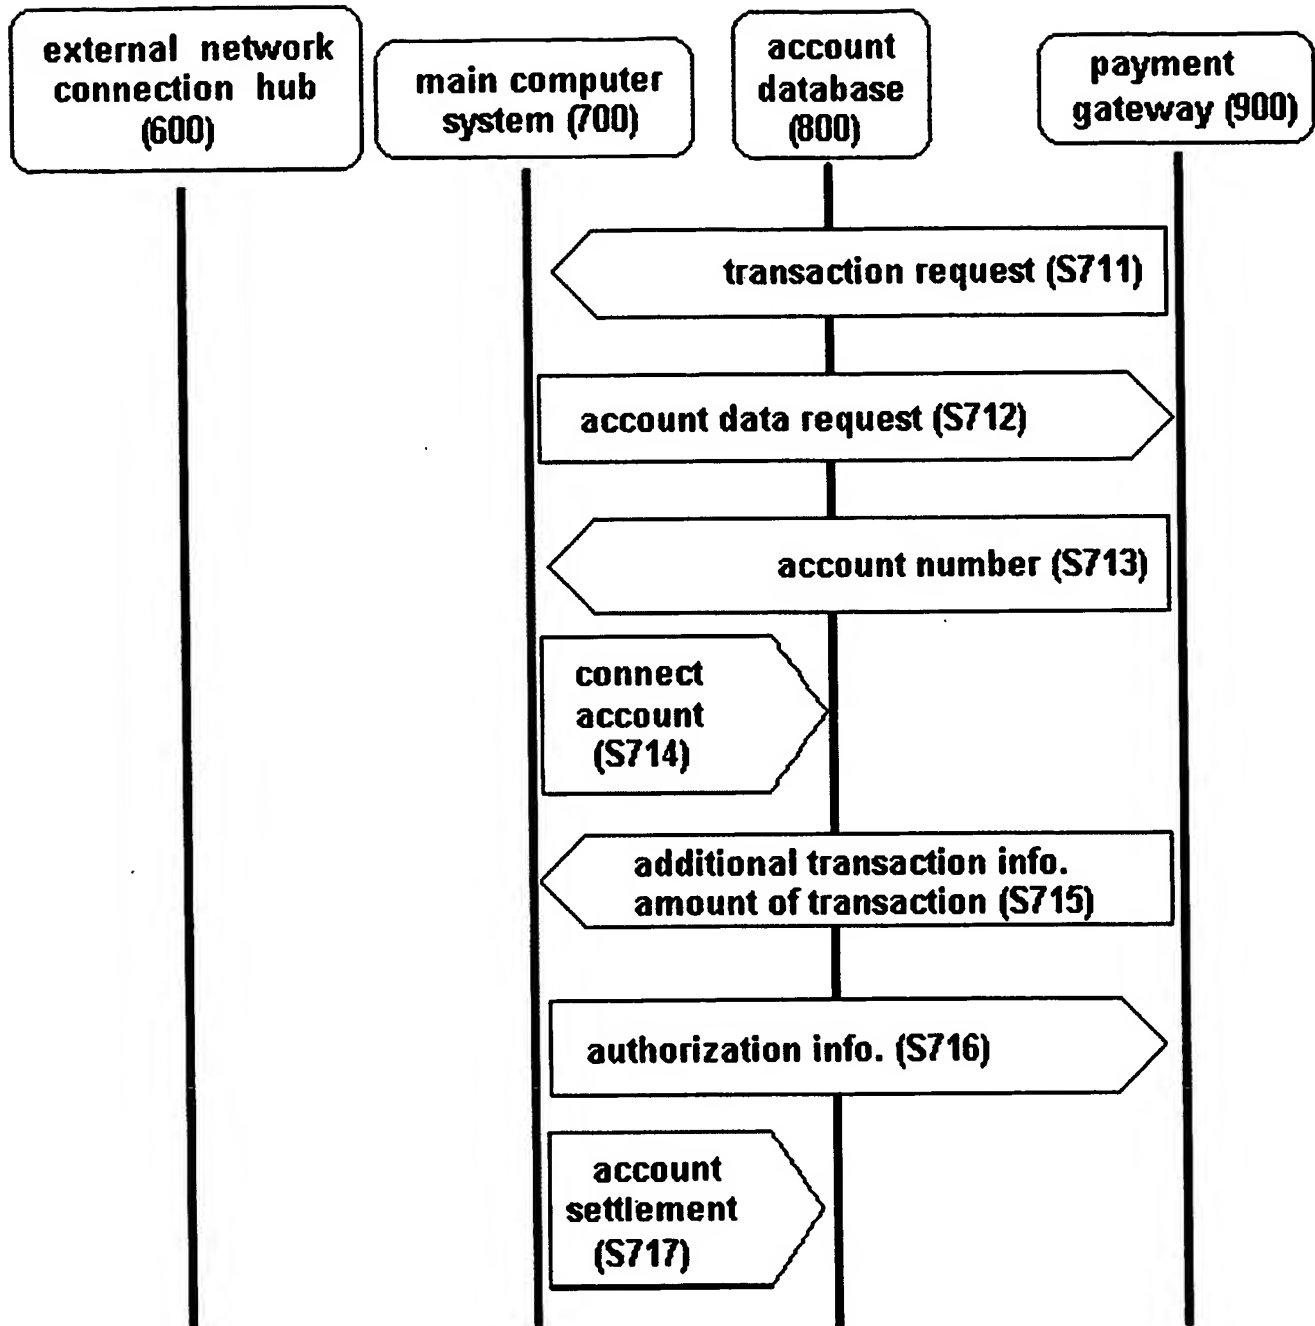 external network
connection hub
(600)
main computer
system (700)
account
database
(800)
payment
gateway (900)
transaction request (S711)
account data request (S712)
account number (S713)
connect
account
(S714)
additional transaction info.
amount of transaction (S715)
authorization info. (S716)
account
settlement
(S717)